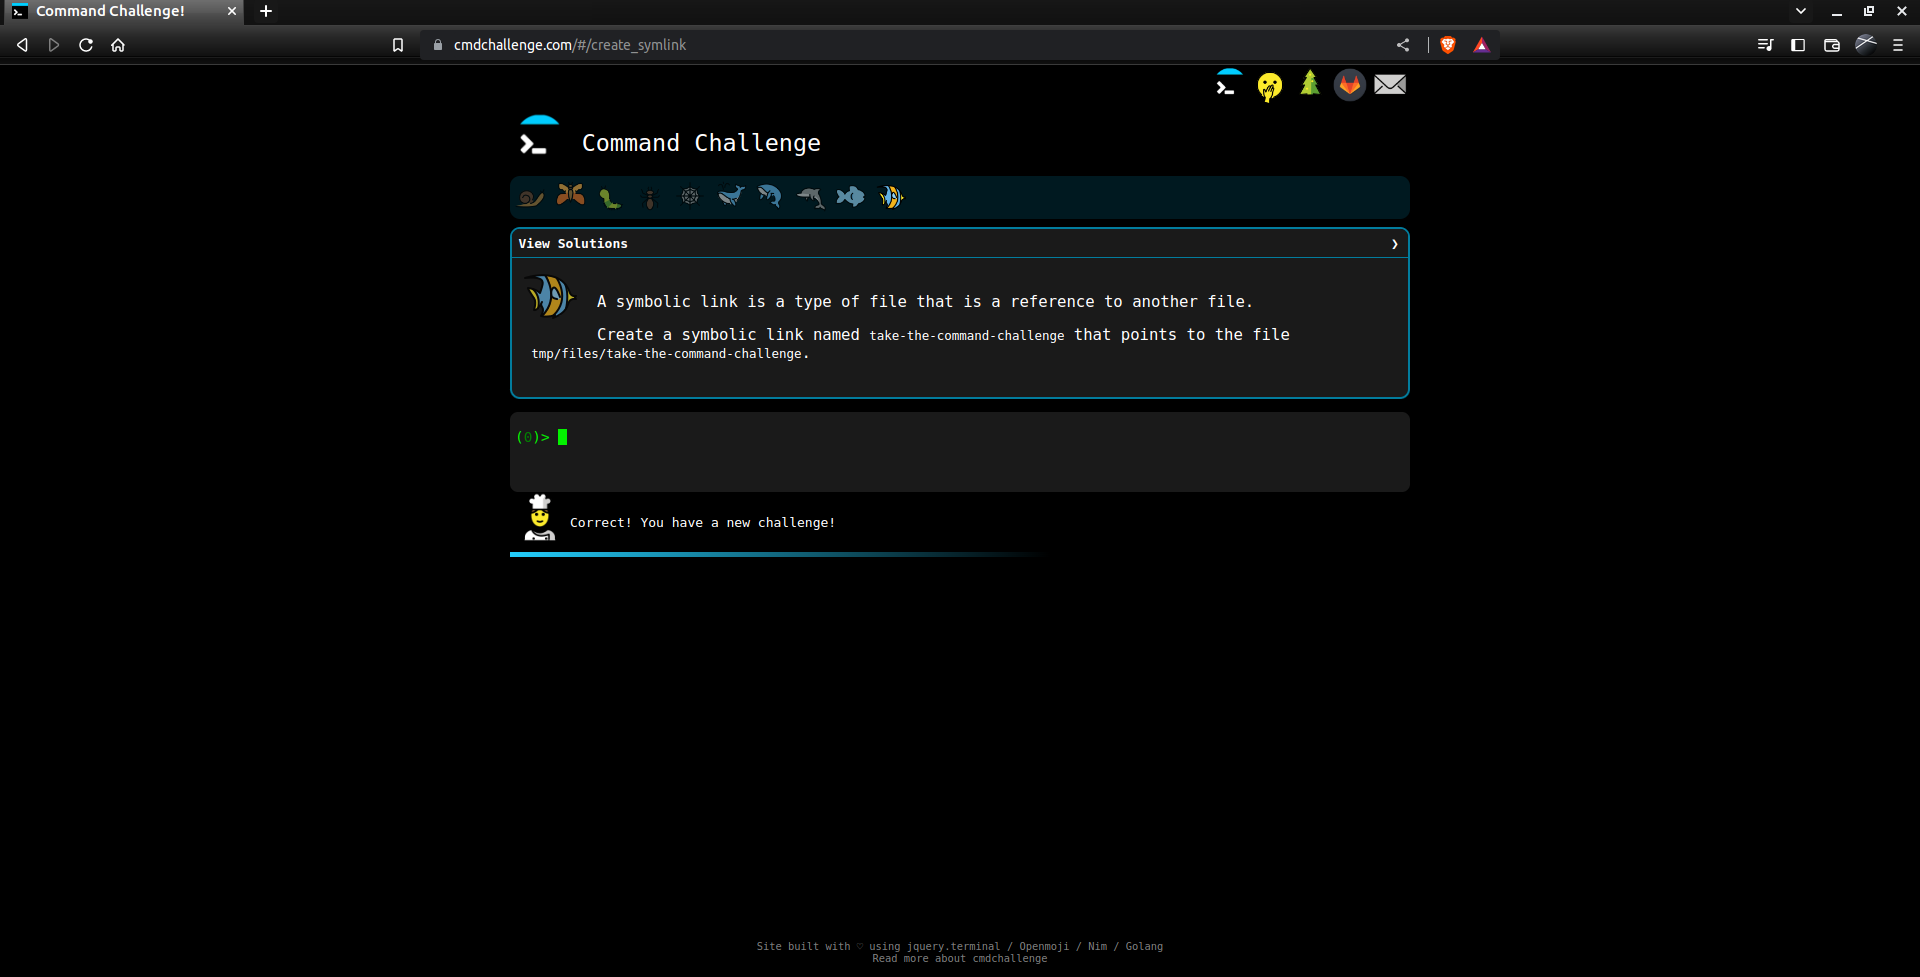 Command Challenge!
cmdchallenge.com/#/create_symlink
Command Challenge
View Solutions
A symbolic link is a type of file that is a reference to another file.
Create a symbolic link named take-the-command-challenge that points to the file
tmp/files/take-the-command-challenge.
(0)>
Correct! You have a new challenge!
Site built with ♡ using jquery.terminal / Openmoji / Nim / Golang
Read more about cmdchallenge